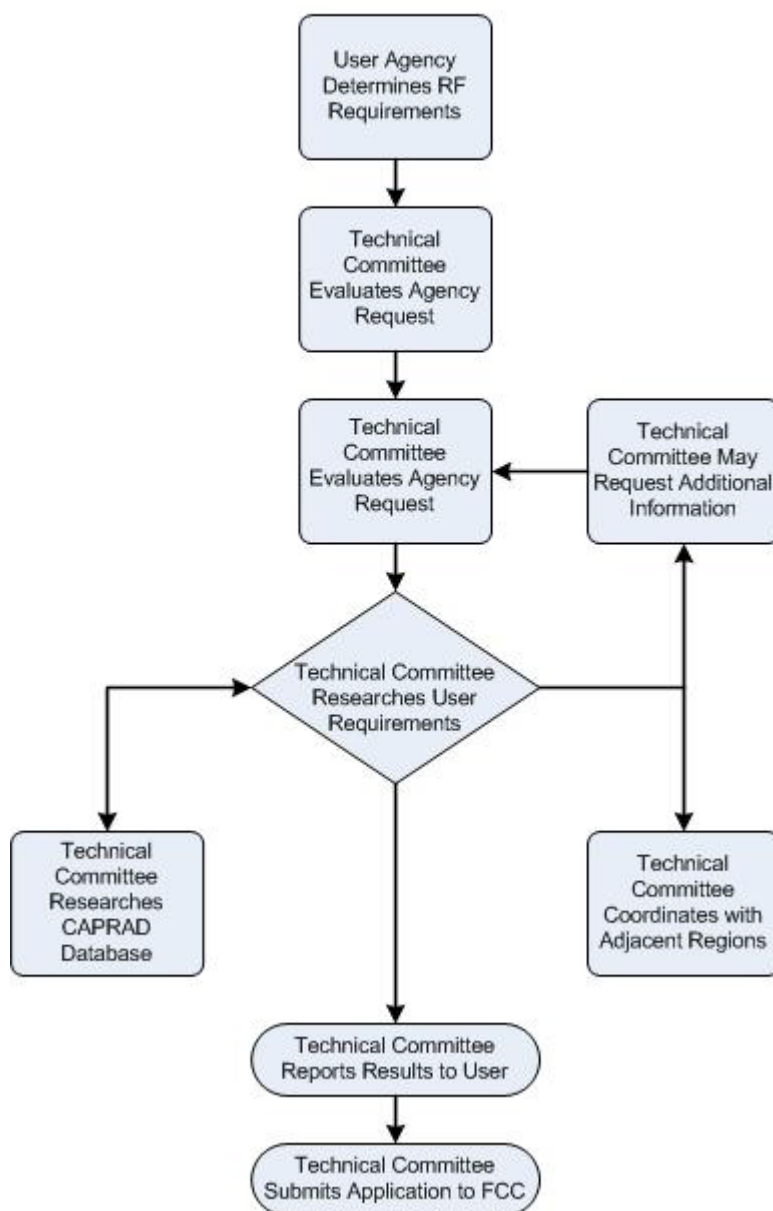 User Agency
Determines RF
Requirements
Technical
Committee
Evaluates Agency
Request
Technical
Committee
Evaluates Agency
Request
Technical
Committee May
Request Additional
Information
Technical Committee
Researches User
Requirements
Technical
Committee
Researches
CAPRAD
Database
Technical
Committee
Coordinates with
Adjacent Regions
Technical Committee
Reports Results to User
Technical Committee
Submits Application to FCC